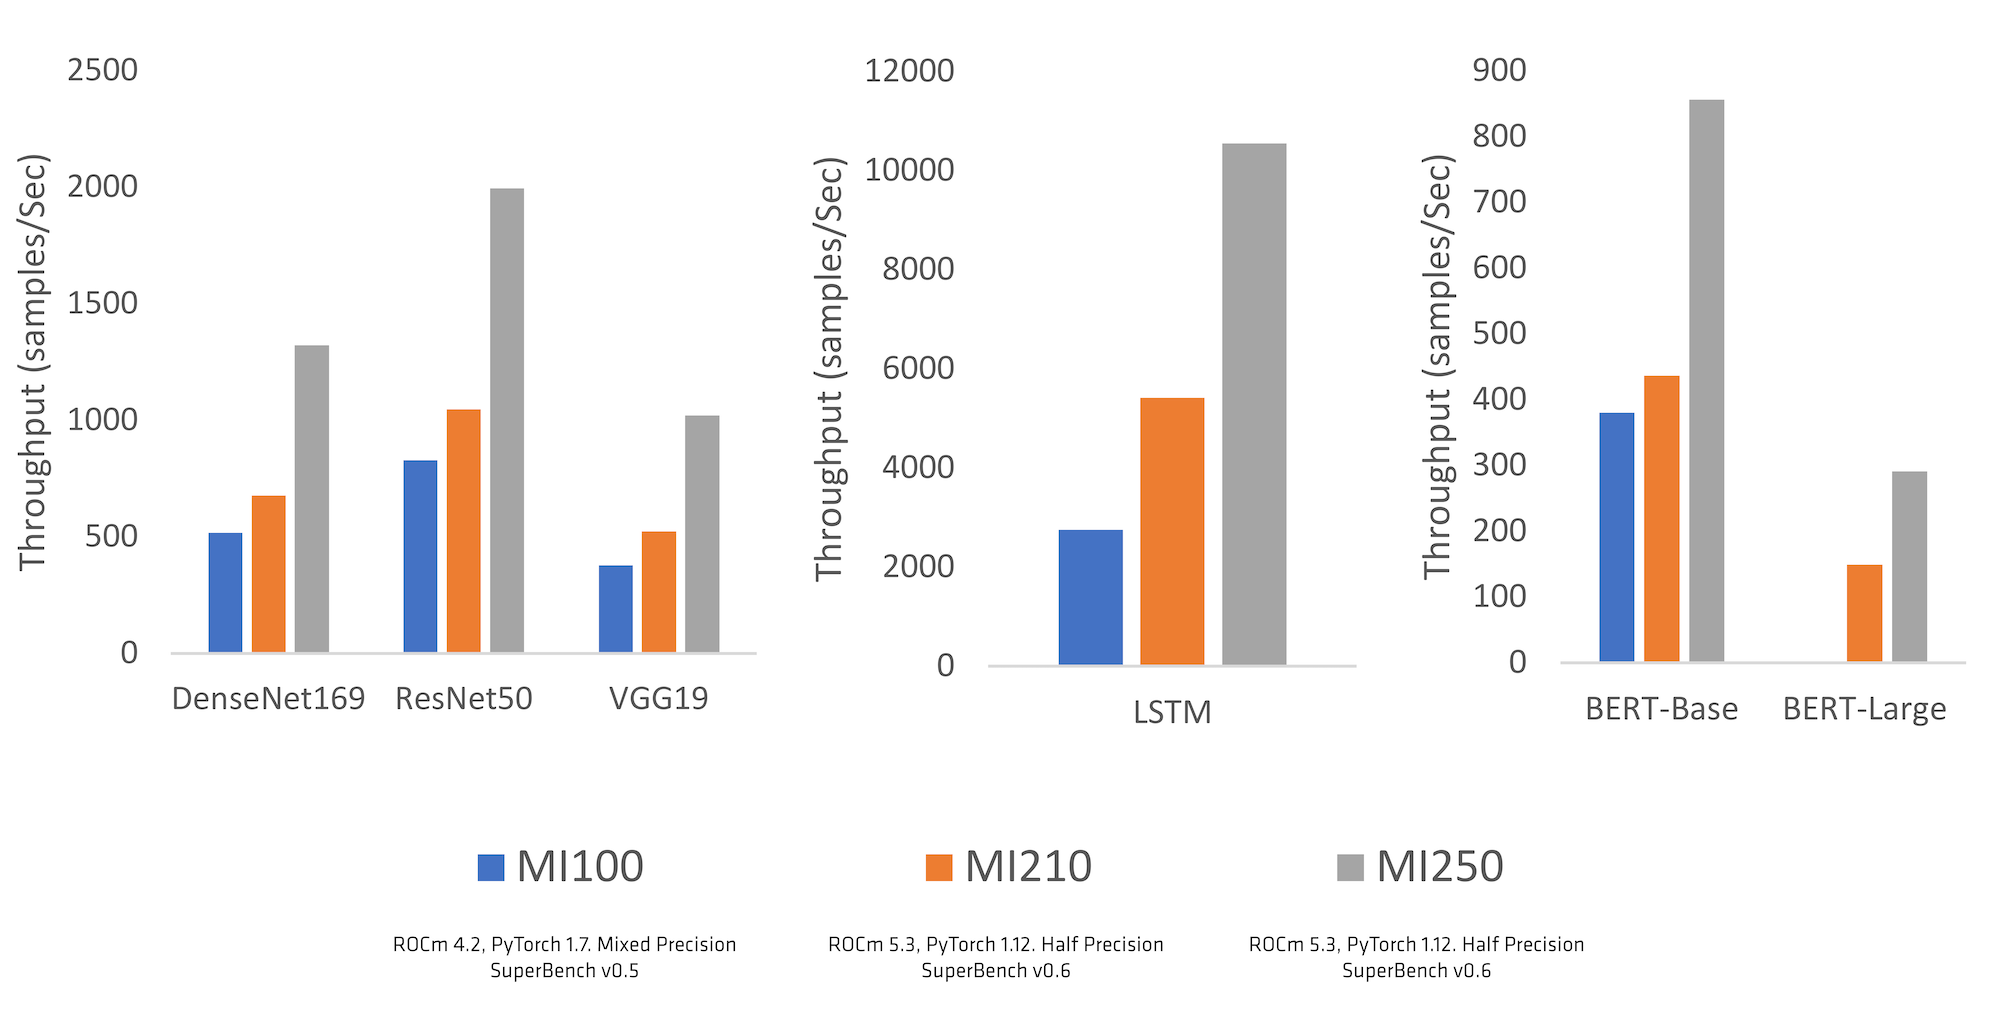 2500
2000
1500
1000
500
0
Throughput (samples/Sec)
DenseNet169 ResNet50 VGG19
12000
10000
8000
6000
4000
2000
0
Throughput (samples/Sec)
LSTM
900
800
700
600
500
400
300
200
100
0
Throughput (samples/Sec)
BERT-Base BERT-Large
MI100 MI210 MI250
ROCm 4.2, PyTorch 1.7. Mixed Precision
SuperBench v0.5
ROCm 5.3, PyTorch 1.12. Half Precision
SuperBench v0.6
ROCm 5.3, PyTorch 1.12. Half Precision
SuperBench v0.6